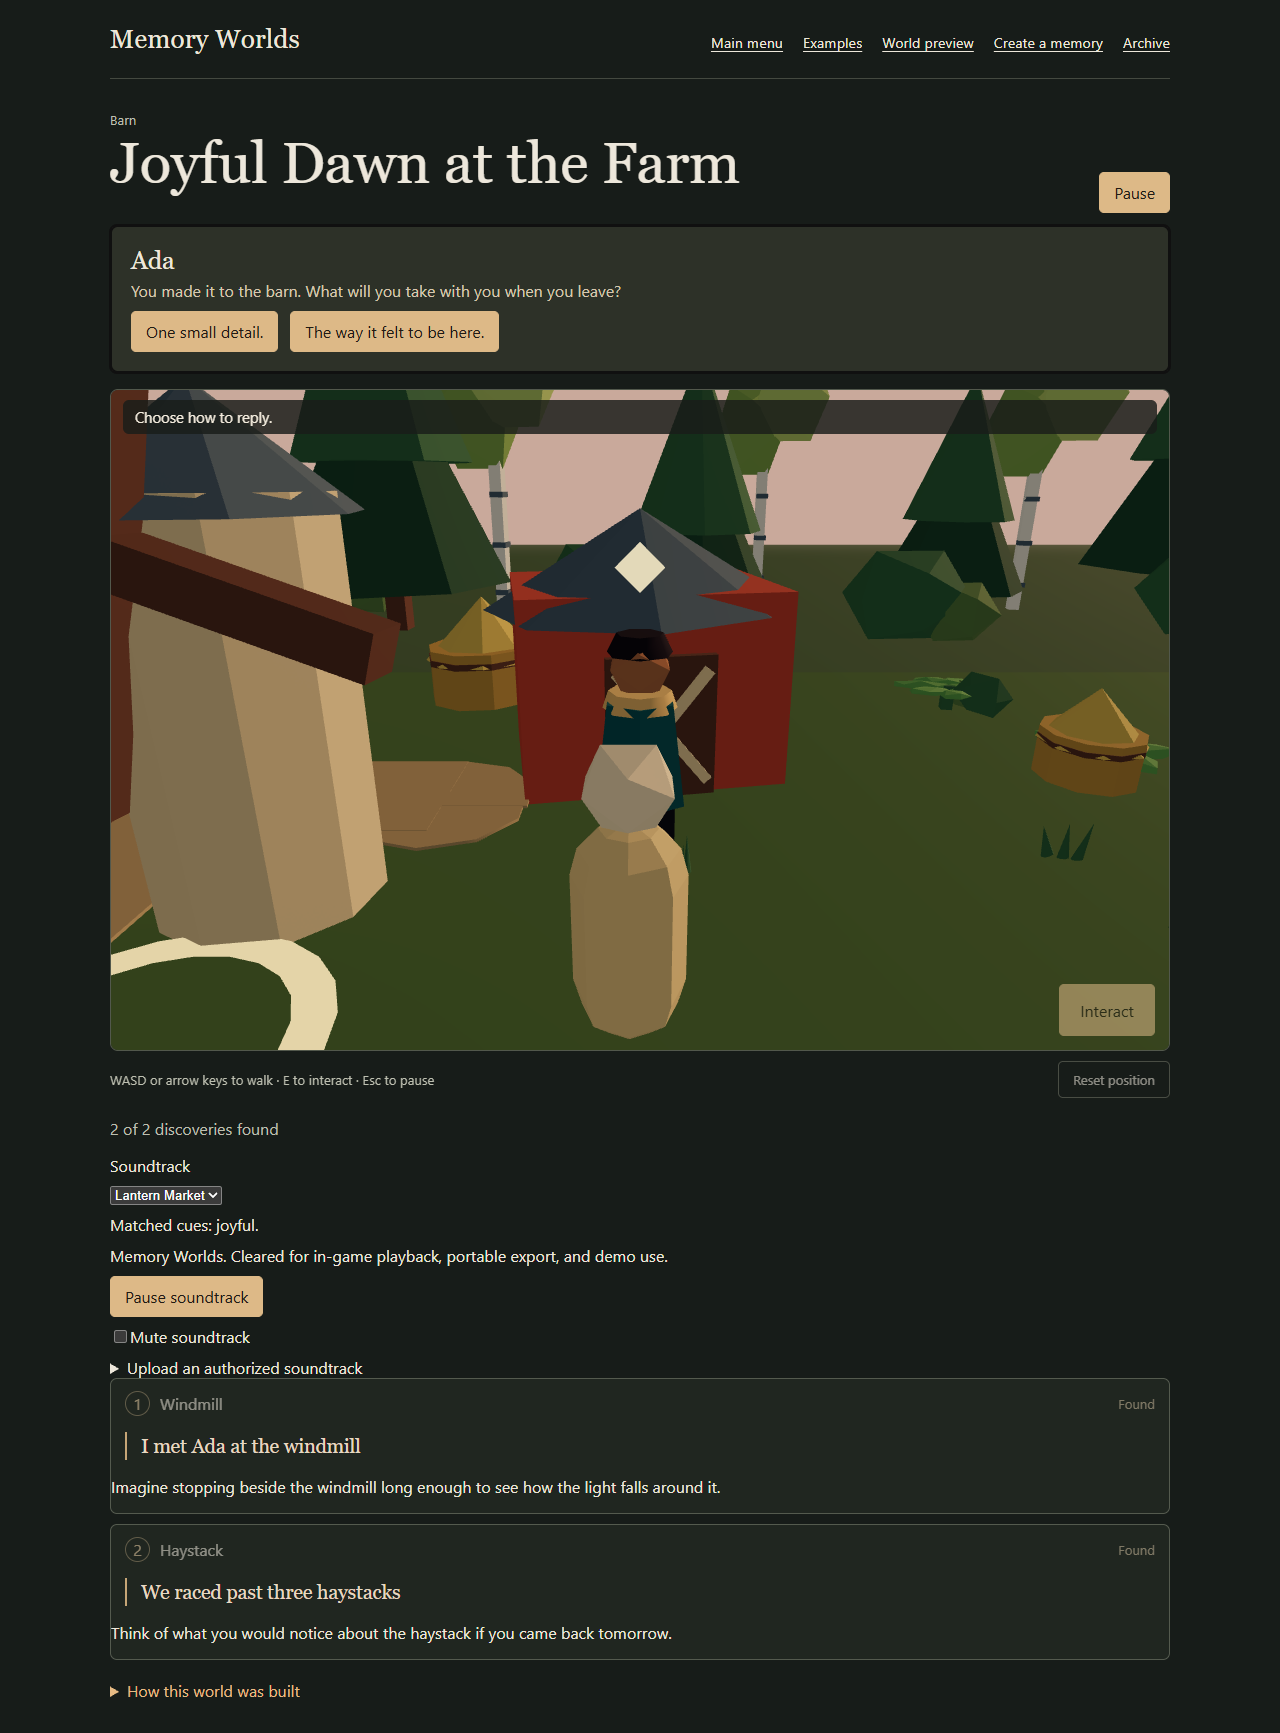 Memory Worlds
Main menu Examples World preview Create a memory Archive
Barn
Joyful Dawn at the Farm
Pause
Ada
You made it to the barn. What will you take with you when you leave?
One small detail. The way it felt to be here.
Choose how to reply.
Interact
WASD or arrow keys to walk · E to interact · Esc to pause
Reset position
2 of 2 discoveries found
Soundtrack
Lantern Market
Matched cues: joyful.
Memory Worlds. Cleared for in-game playback, portable export, and demo use.
Pause soundtrack
Mute soundtrack
Upload an authorized soundtrack
1 Windmill Found
I met Ada at the windmill
Imagine stopping beside the windmill long enough to see how the light falls around it.
2 Haystack Found
We raced past three haystacks
Think of what you would notice about the haystack if you came back tomorrow.
How this world was built